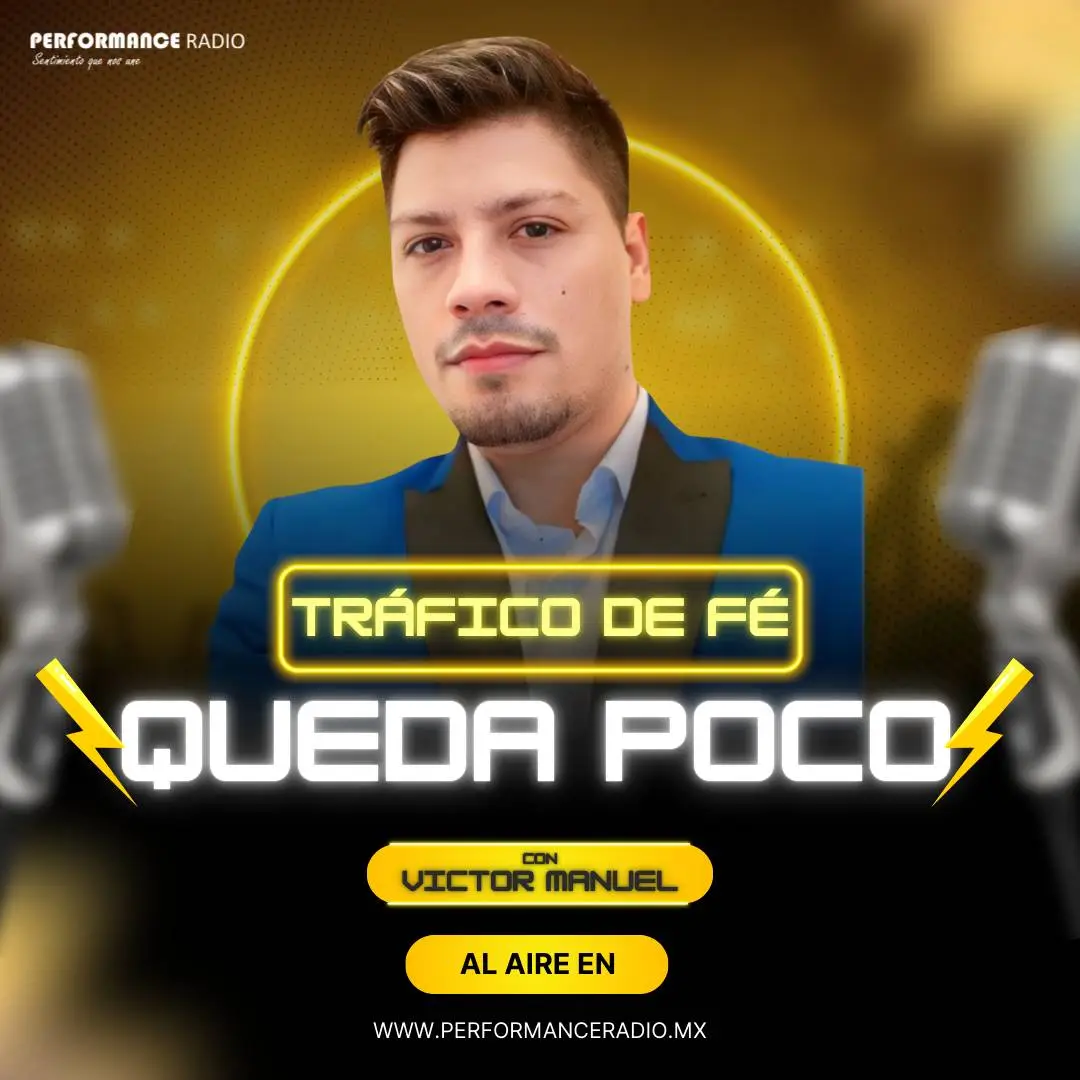 PERFORMANCE RADIO
Sentimiento que nos une
TRÁFICO DE FÉ
QUEDA POCO
CON
VICTOR MANUEL
AL AIRE EN
WWW.PERFORMANCERADIO.MX